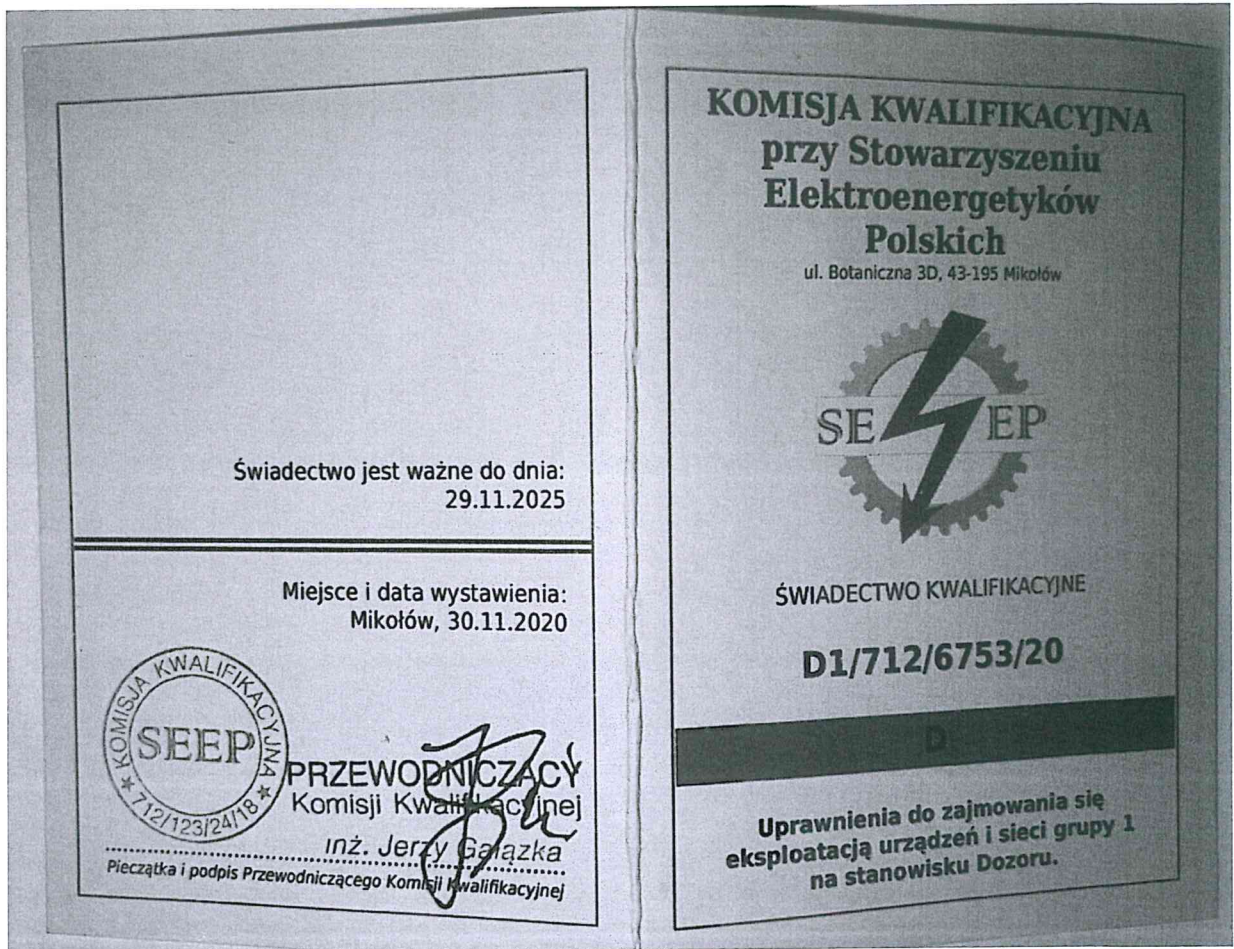 Świadectwo jest ważne do dnia:
29.11.2025
Miejsce i data wystawienia:
Mikołów, 30.11.2020
★ KOMISJA KWALIFIKACYJNA ★
712/123/24/18
SEEP
PRZEWODNICZĄCY
Komisji Kwalifikacyjnej
inż. Jerzy Gałązka
Pieczątka i podpis Przewodniczącego Komisji Kwalifikacyjnej
KOMISJA KWALIFIKACYJNA
przy Stowarzyszeniu
Elektroenergetyków
Polskich
ul. Botaniczna 3D, 43-195 Mikołów
SE EP
ŚWIADECTWO KWALIFIKACYJNE
D1/712/6753/20
D
Uprawnienia do zajmowania się
eksploatacją urządzeń i sieci grupy 1
na stanowisku Dozoru.